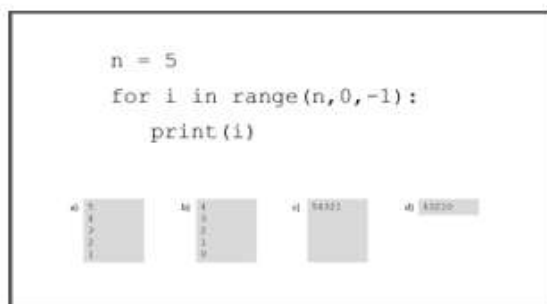 n = 5
for i in range(n,0,-1):
print(i)
a) 5
4
3
2
1
b) 4
3
2
1
0
c) 54321
d) 43210